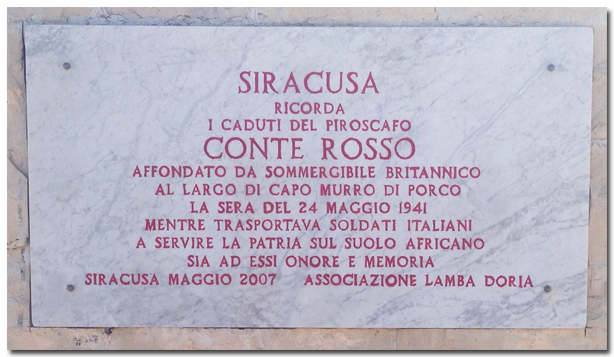 SIRACUSA
RICORDA
I CADUTI DEL PIROSCAFO
CONTE ROSSO
AFFONDATO DA SOMMERGIBILE BRITANNICO
AL LARGO DI CAPO MURRO DI PORCO
LA SERA DEL 24 MAGGIO 1941
MENTRE TRASPORTAVA SOLDATI ITALIANI
A SERVIRE LA PATRIA SUL SUOLO AFRICANO
SIA AD ESSI ONORE E MEMORIA
SIRACUSA MAGGIO 2007 ASSOCIAZIONE LAMBA DORIA